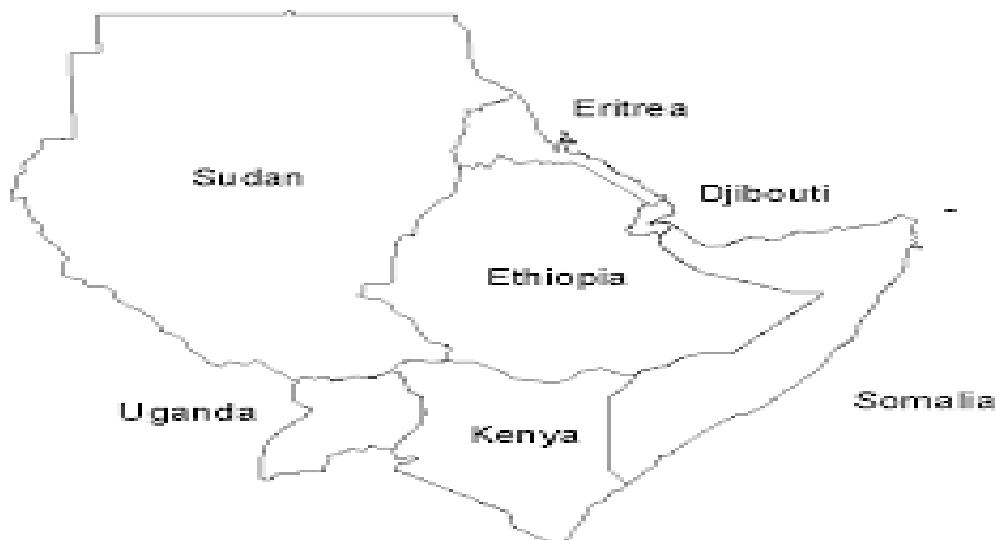 Eritrea
Sudan
Djibouti
Ethiopia
Uganda
Somalia
Kenya